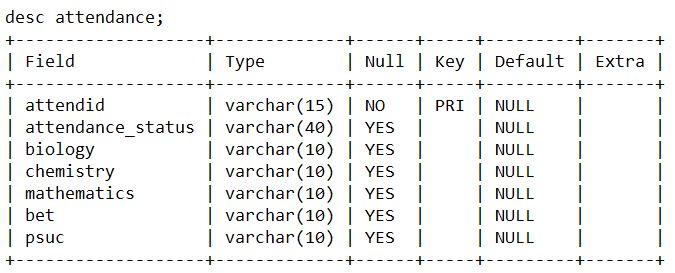 desc attendance;
+-------------------+-------------+------+-----+---------+-------+
| Field             | Type        | Null | Key | Default | Extra |
+-------------------+-------------+------+-----+---------+-------+
| attendid          | varchar(15) | NO   | PRI | NULL    |       |
| attendance_status | varchar(40) | YES  |     | NULL    |       |
| biology           | varchar(10) | YES  |     | NULL    |       |
| chemistry         | varchar(10) | YES  |     | NULL    |       |
| mathematics       | varchar(10) | YES  |     | NULL    |       |
| bet               | varchar(10) | YES  |     | NULL    |       |
| psuc              | varchar(10) | YES  |     | NULL    |       |
+-------------------+-------------+------+-----+---------+-------+